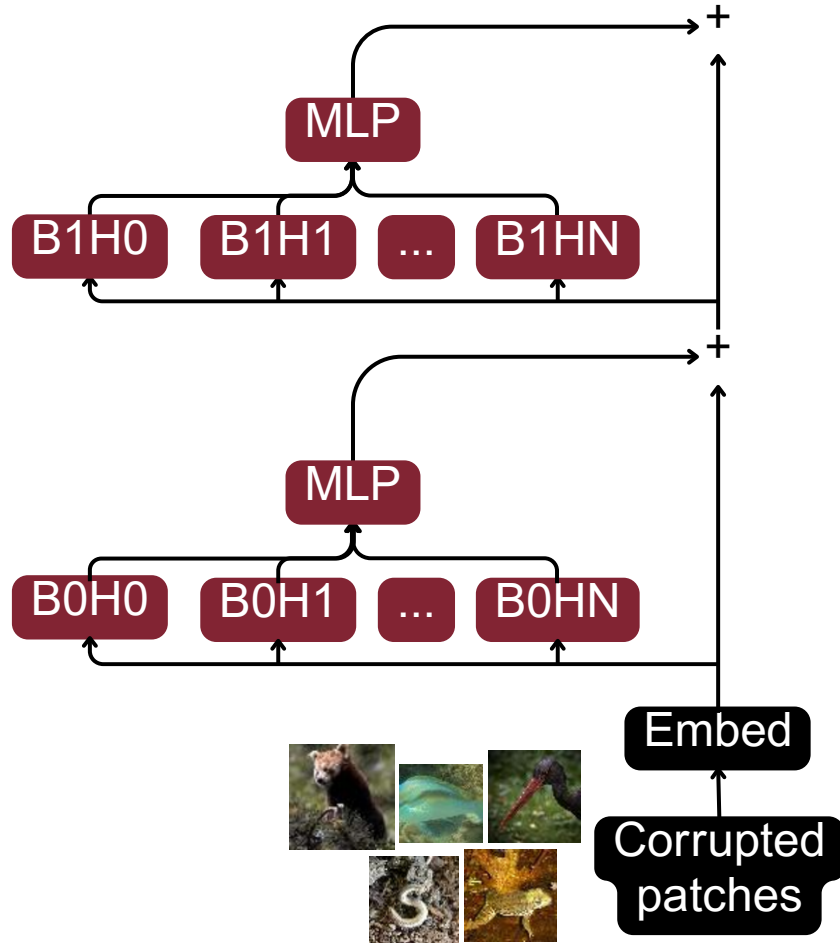 +
MLP
B1H0 B1H1 ... B1HN
+
MLP
B0H0 B0H1 ... B0HN
Embed
Corrupted
patches